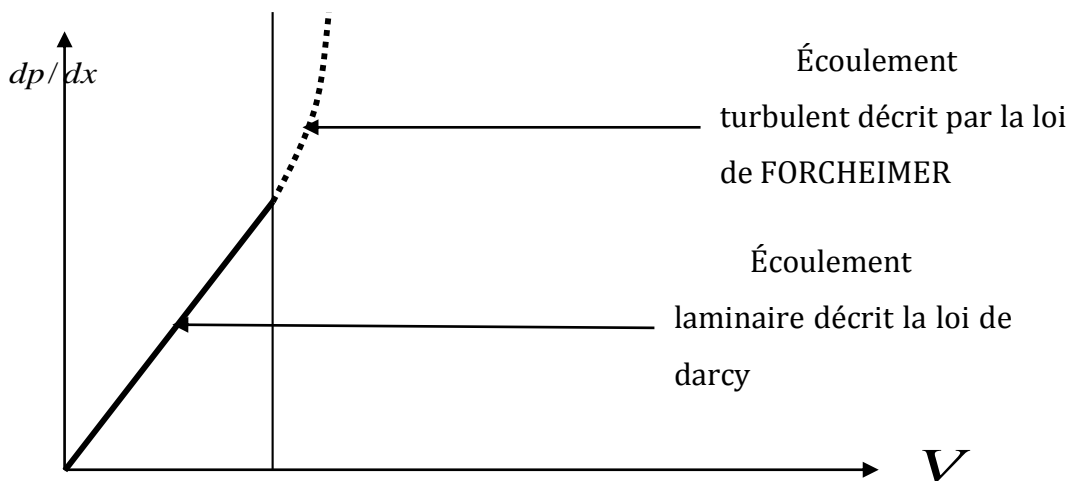 dp/dx
Écoulement
turbulent décrit par la loi
de FORCHEIMER
Écoulement
laminaire décrit la loi de
darcy
V